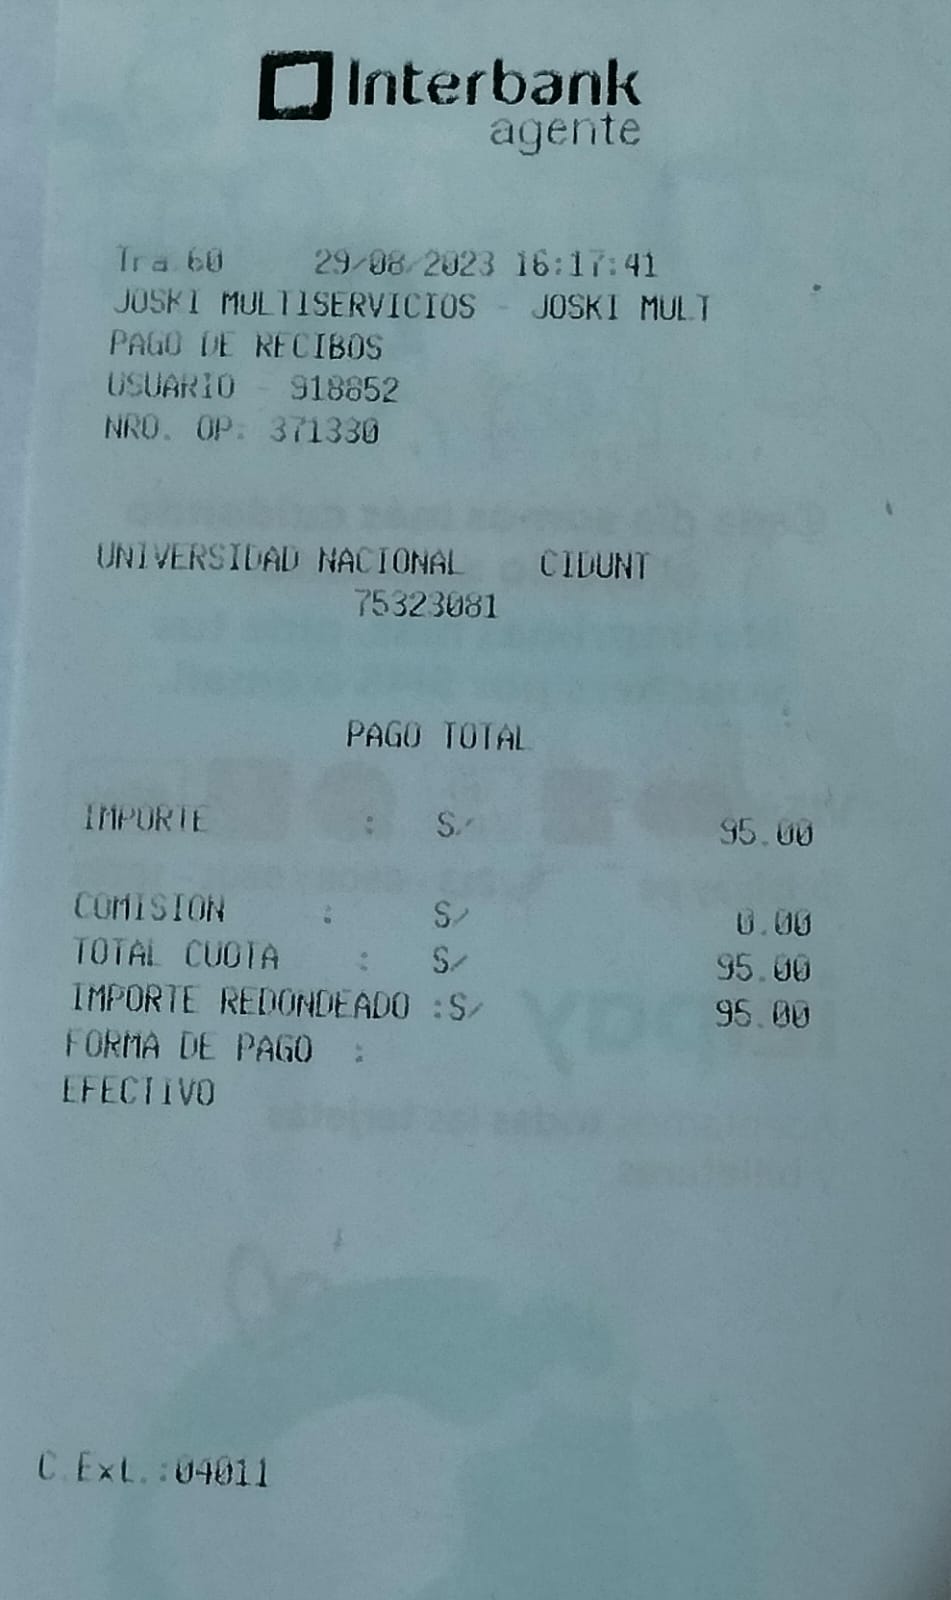 Interbank
agente
Tra 60 29/08/2023 16:17:41
JOSKI MULTISERVICIOS - JOSKI MULT
PAGO DE RECIBOS
USUARIO - 918852
NRO. OP: 371330
UNIVERSIDAD NACIONAL CIDUNT
75323081
PAGO TOTAL
IMPORTE : S/ 95.00
COMISION : S/ 0.00
TOTAL CUOTA : S/ 95.00
IMPORTE REDONDEADO :S/ 95.00
FORMA DE PAGO :
EFECTIVO
C.Ext.:04011